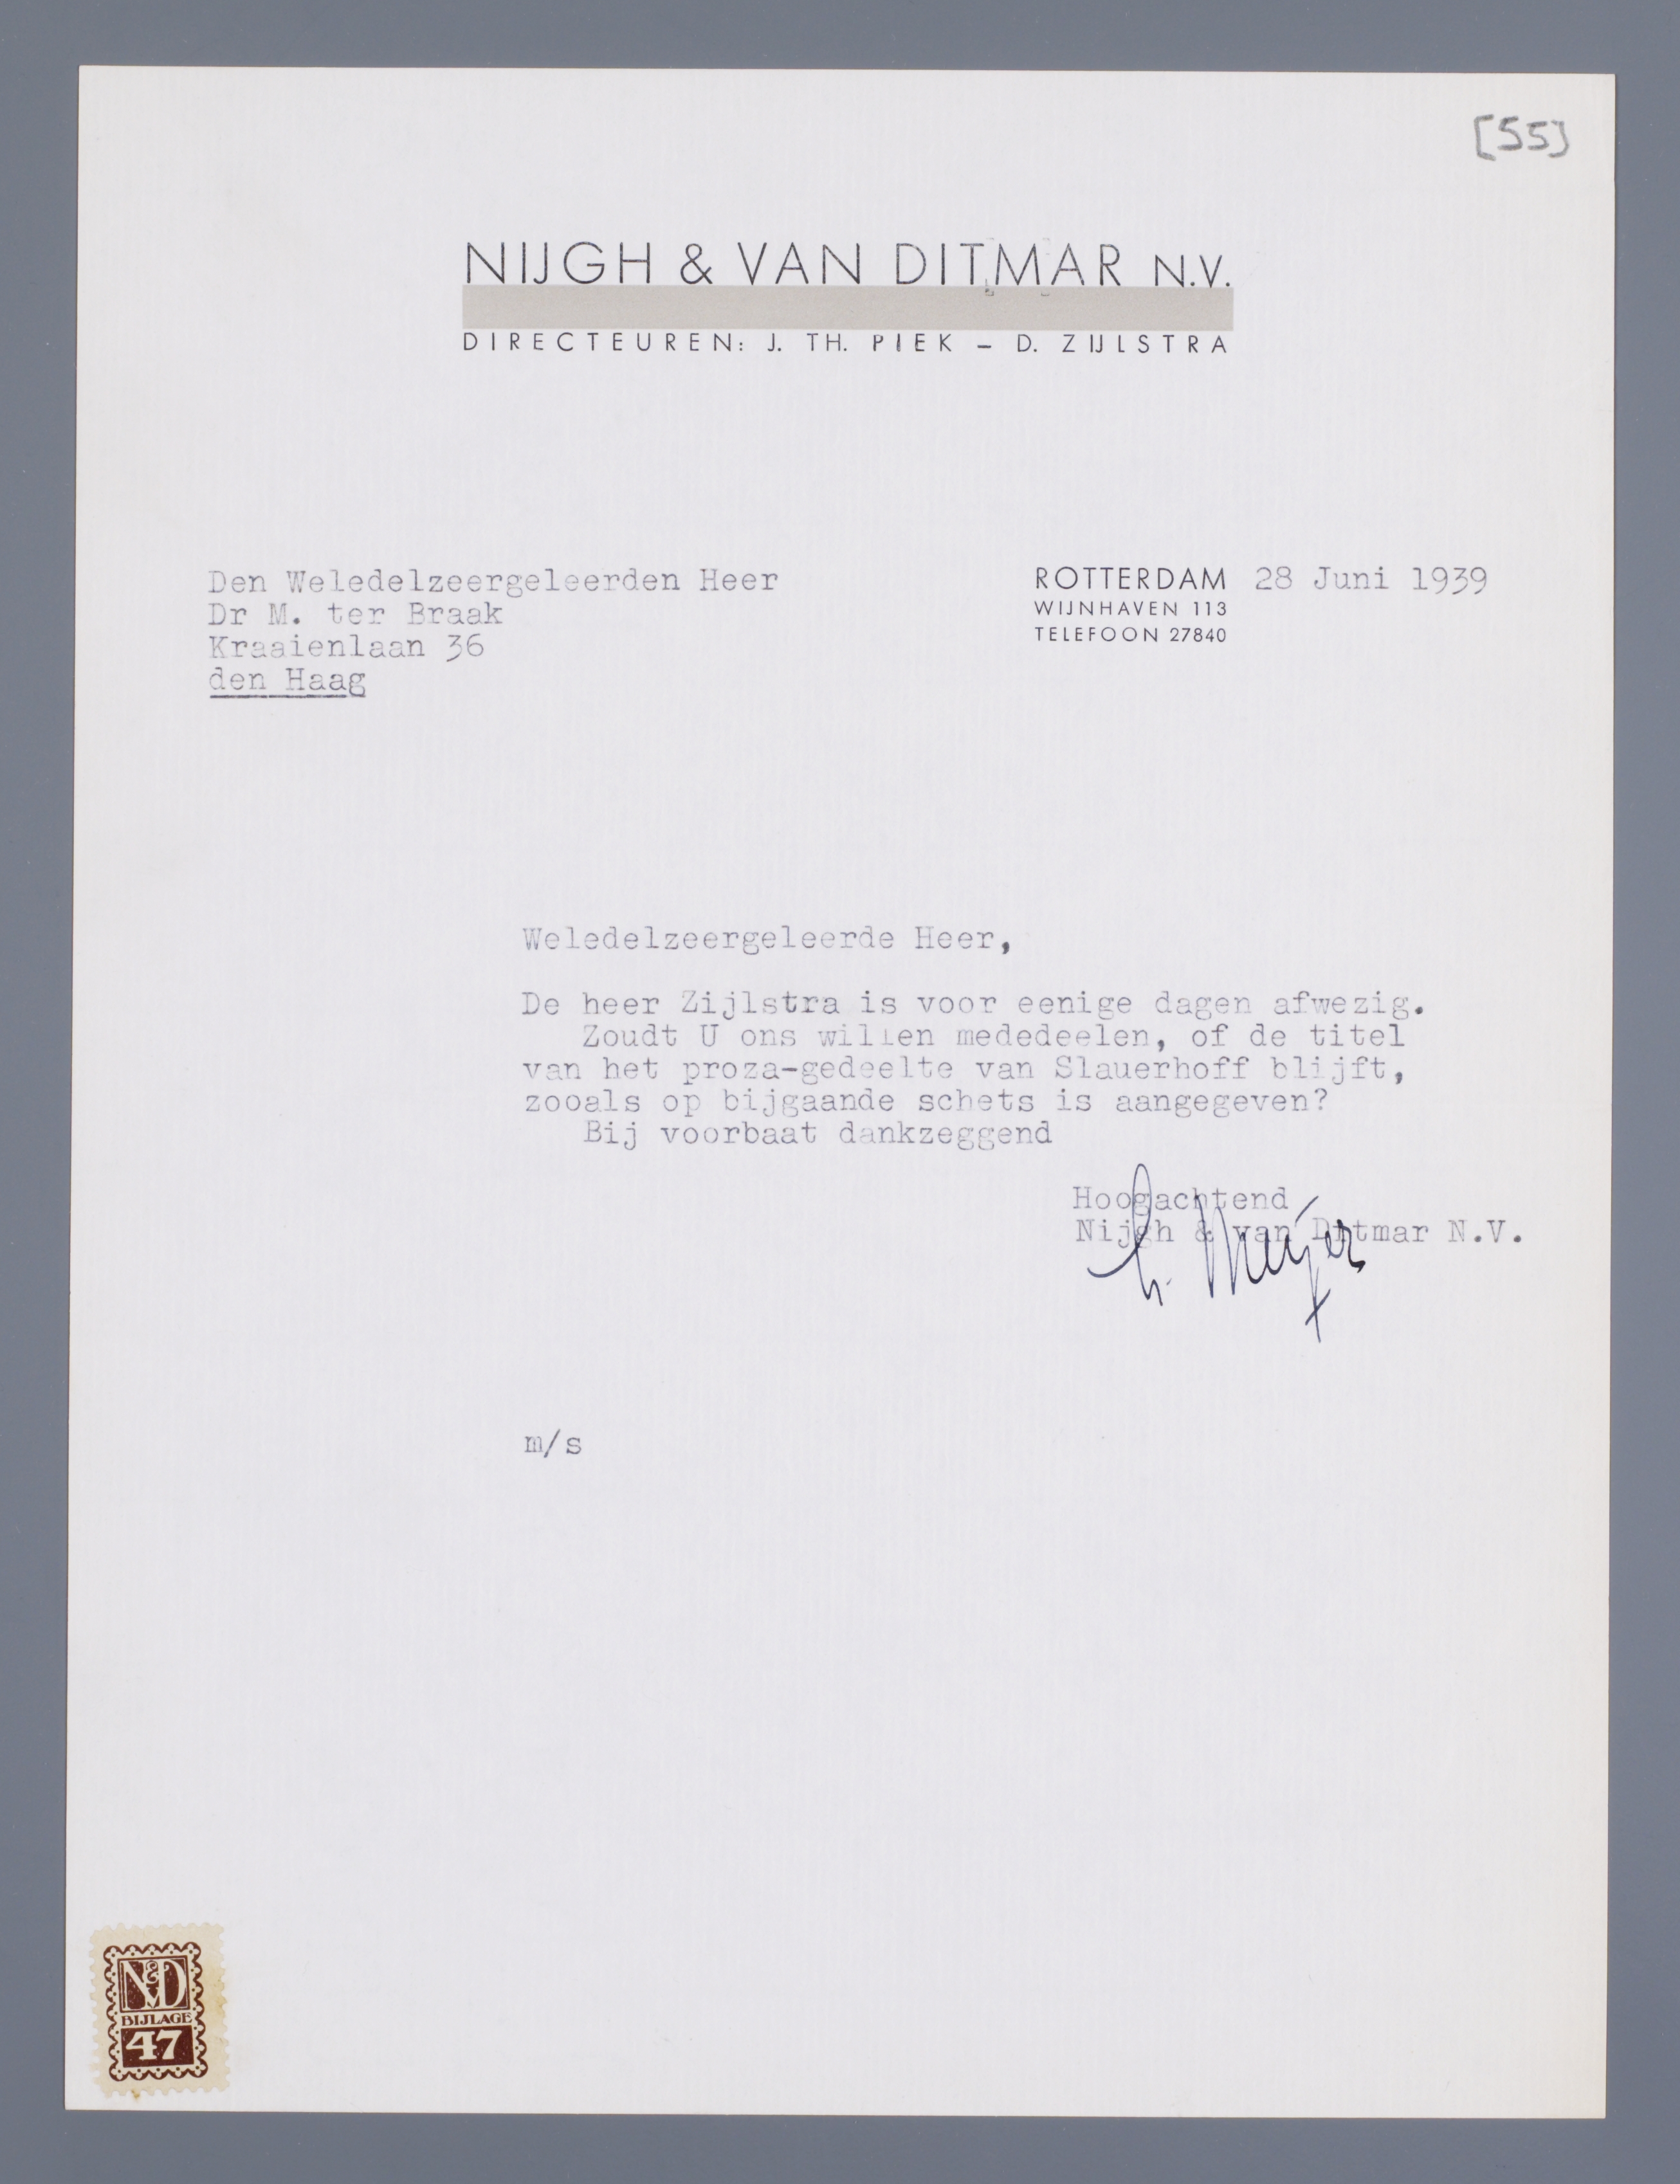 [55]
NIJGH & VAN DITMAR N.V.
DIRECTEUREN: J. TH. PIEK – D. ZIJLSTRA
Den Weledelzeergeleerden Heer
Dr M. ter Braak
Kraaienlaan 36
den Haag
ROTTERDAM 28 Juni 1939
WIJNHAVEN 113
TELEFOON 27840
Weledelzeergeleerde Heer,
De heer Zijlstra is voor eenige dagen afwezig.
Zoudt U ons willen mededeelen, of de titel
van het proza-gedeelte van Slauerhoff blijft,
zooals op bijgaande schets is aangegeven?
Bij voorbaat dankzeggend
Hoogachtend
Nijgh & van Ditmar N.V.
Meijer
m/s
N&VD
BIJLAGE
47